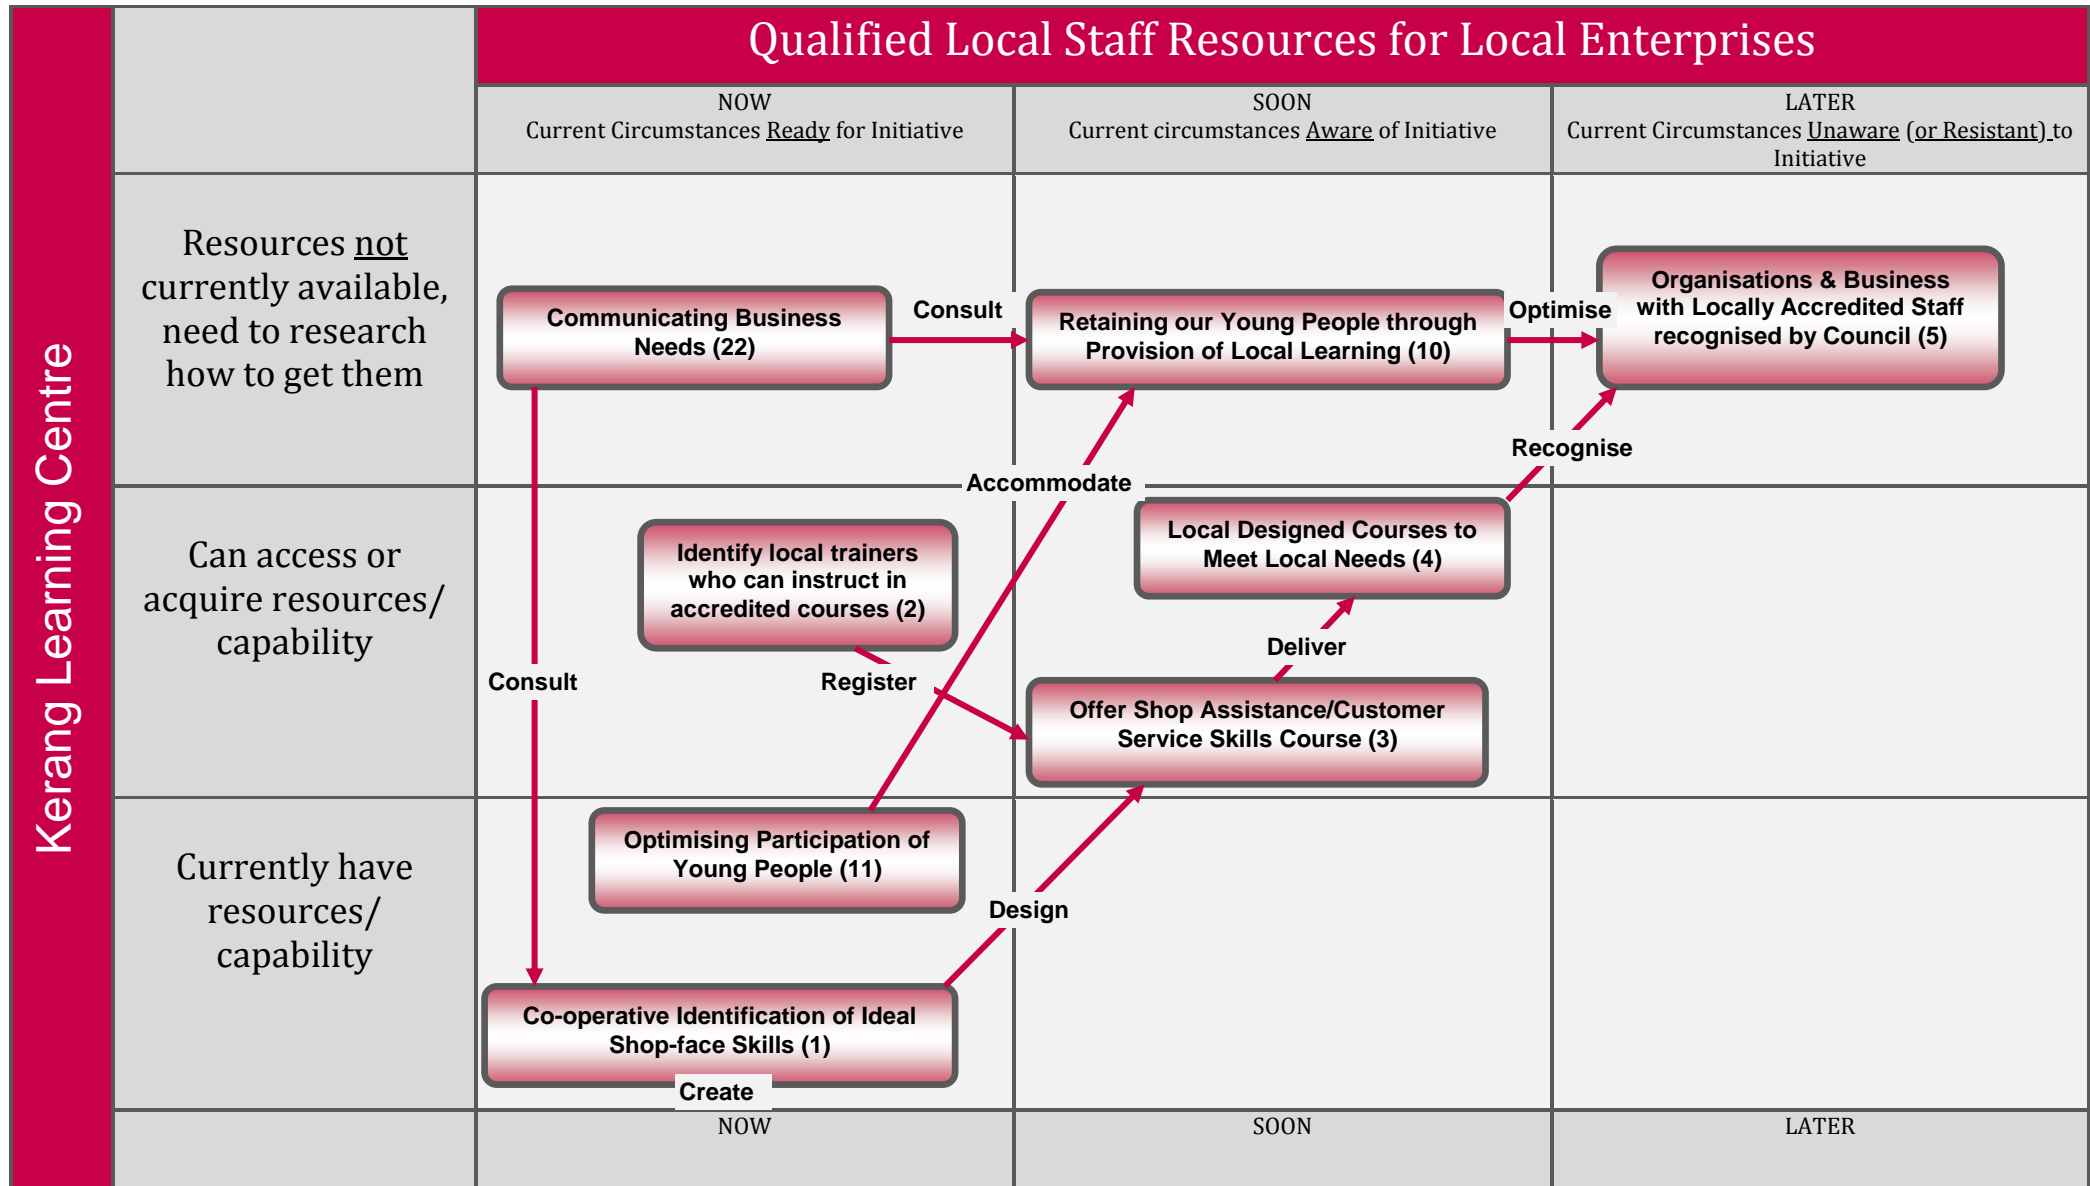 Qualified Local Staff Resources for Local Enterprises
NOW
Current Circumstances Ready for Initiative
SOON
Current circumstances Aware of Initiative
LATER
Current Circumstances Unaware (or Resistant) to
Initiative
Kerang Learning Centre
Resources not
currently available,
need to research
how to get them
Communicating Business
Needs (22)
Consult
Retaining our Young People through
Provision of Local Learning (10)
Optimise
Organisations & Business
with Locally Accredited Staff
recognised by Council (5)
Recognise
Accommodate
Can access or
acquire resources/
capability
Identify local trainers
who can instruct in
accredited courses (2)
Local Designed Courses to
Meet Local Needs (4)
Deliver
Consult
Register
Offer Shop Assistance/Customer
Service Skills Course (3)
Currently have
resources/
capability
Optimising Participation of
Young People (11)
Design
Co-operative Identification of Ideal
Shop-face Skills (1)
Create
NOW
SOON
LATER